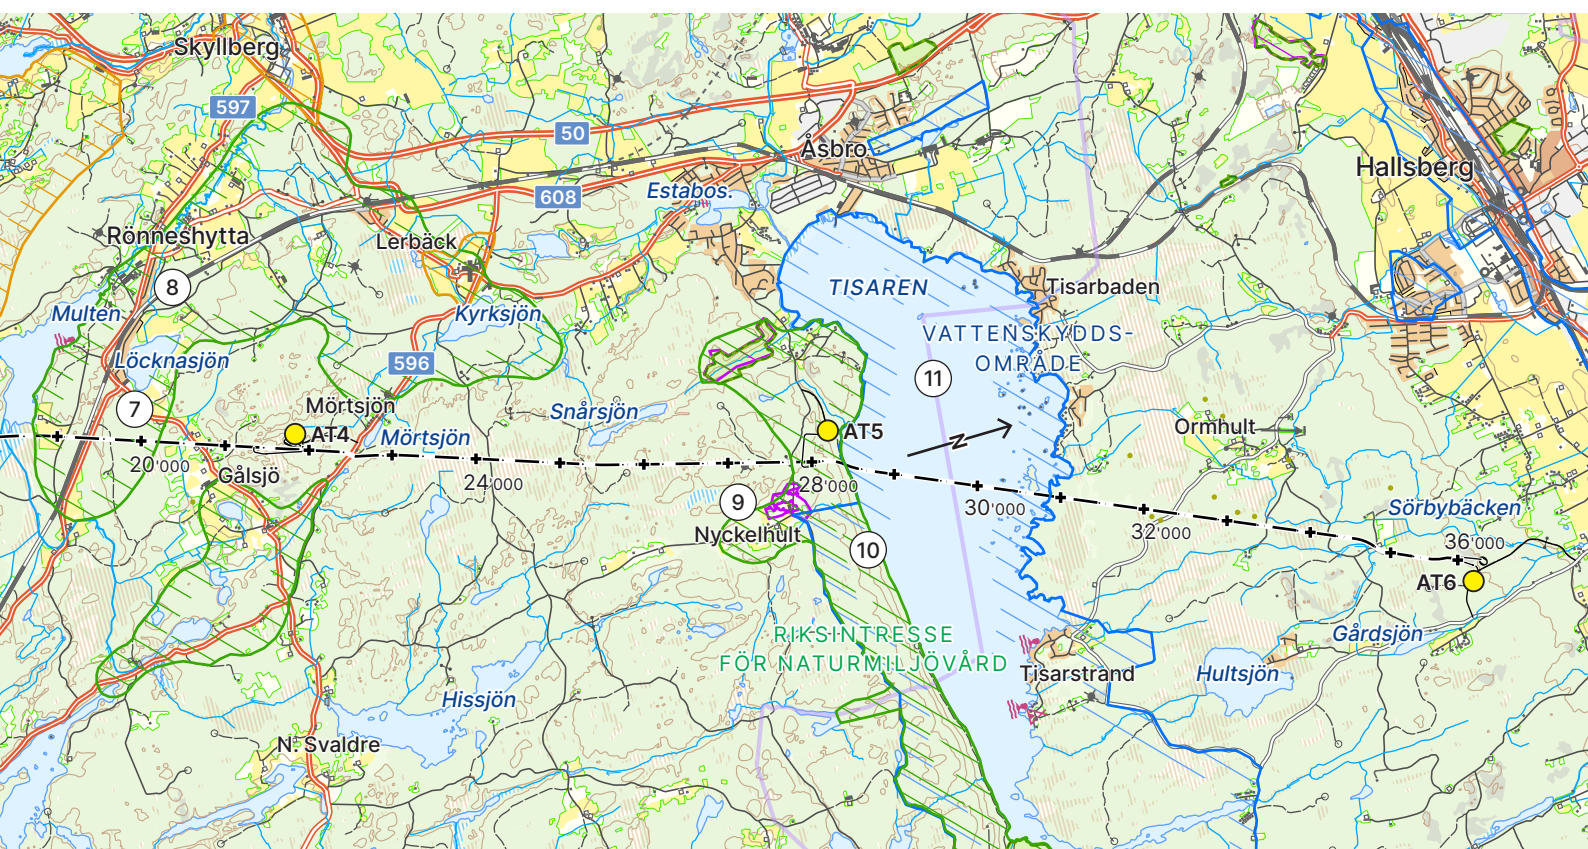 Skyllberg
597
50
Åsbro
Hallsberg
608
Estabos.
Rönneshytta
Lerbäck
8
TISAREN
Tisarbaden
Multen
Kyrksjön
VATTENSKYDDS-
OMRÅDE
Löcknasjön
596
11
7
Mörtsjön
Snårsjön
AT4
Mörtsjön
AT5
N
Ormhult
20'000
Gålsjö
24'000
28'000
9
30'000
Sörbybäcken
Nyckelhult
32'000
36'000
10
AT6
RIKSINTRESSE
FÖR NATURMILJÖVÅRD
Gårdsjön
Tisarstrand
Hultsjön
Hissjön
N. Svaldre